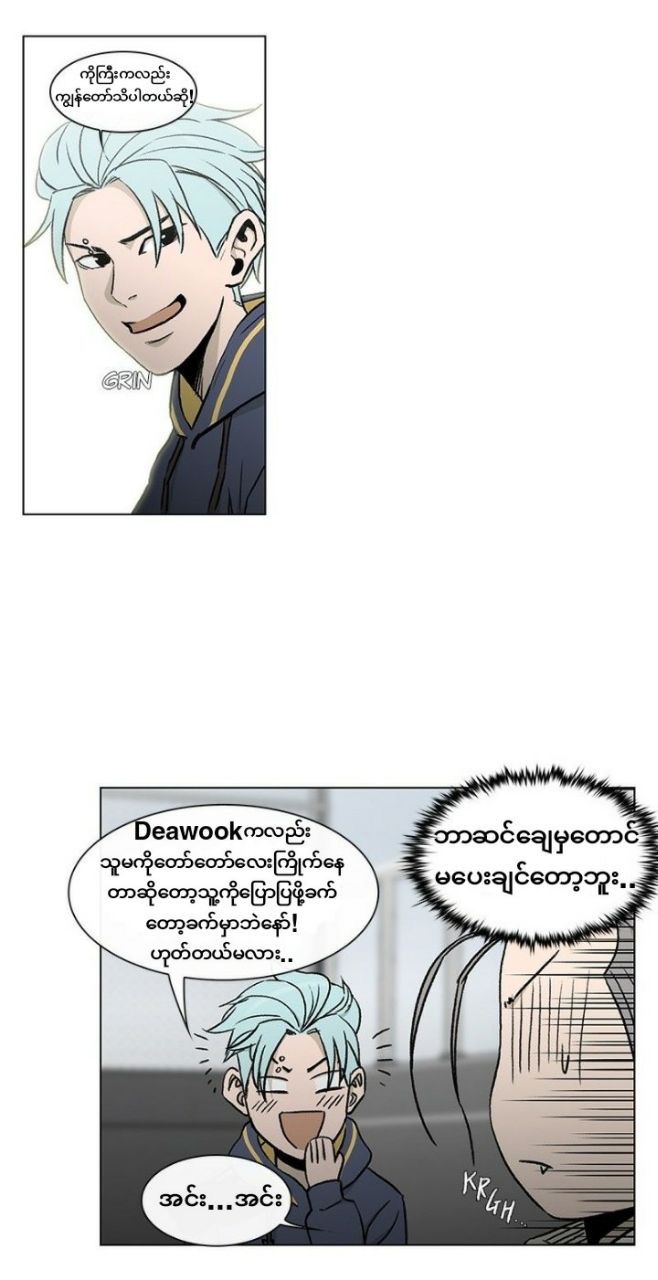 ကိုကြီးကလည်း
ကျွန်တော်သိပါတယ်ဆို!
GRIN
Deawookကလည်း
သူမကိုတော်တော်လေးကြိုက်နေ
တာဆိုတော့သူ့ကိုပြောပြဖို့ခက်
တော့ခက်မှာဘဲနော်!
ဟုတ်တယ်မလား..
ဘာဆင်ချေမှတောင်
မပေးချင်တော့ဘူး..
အင်း...အင်း
KRGH...